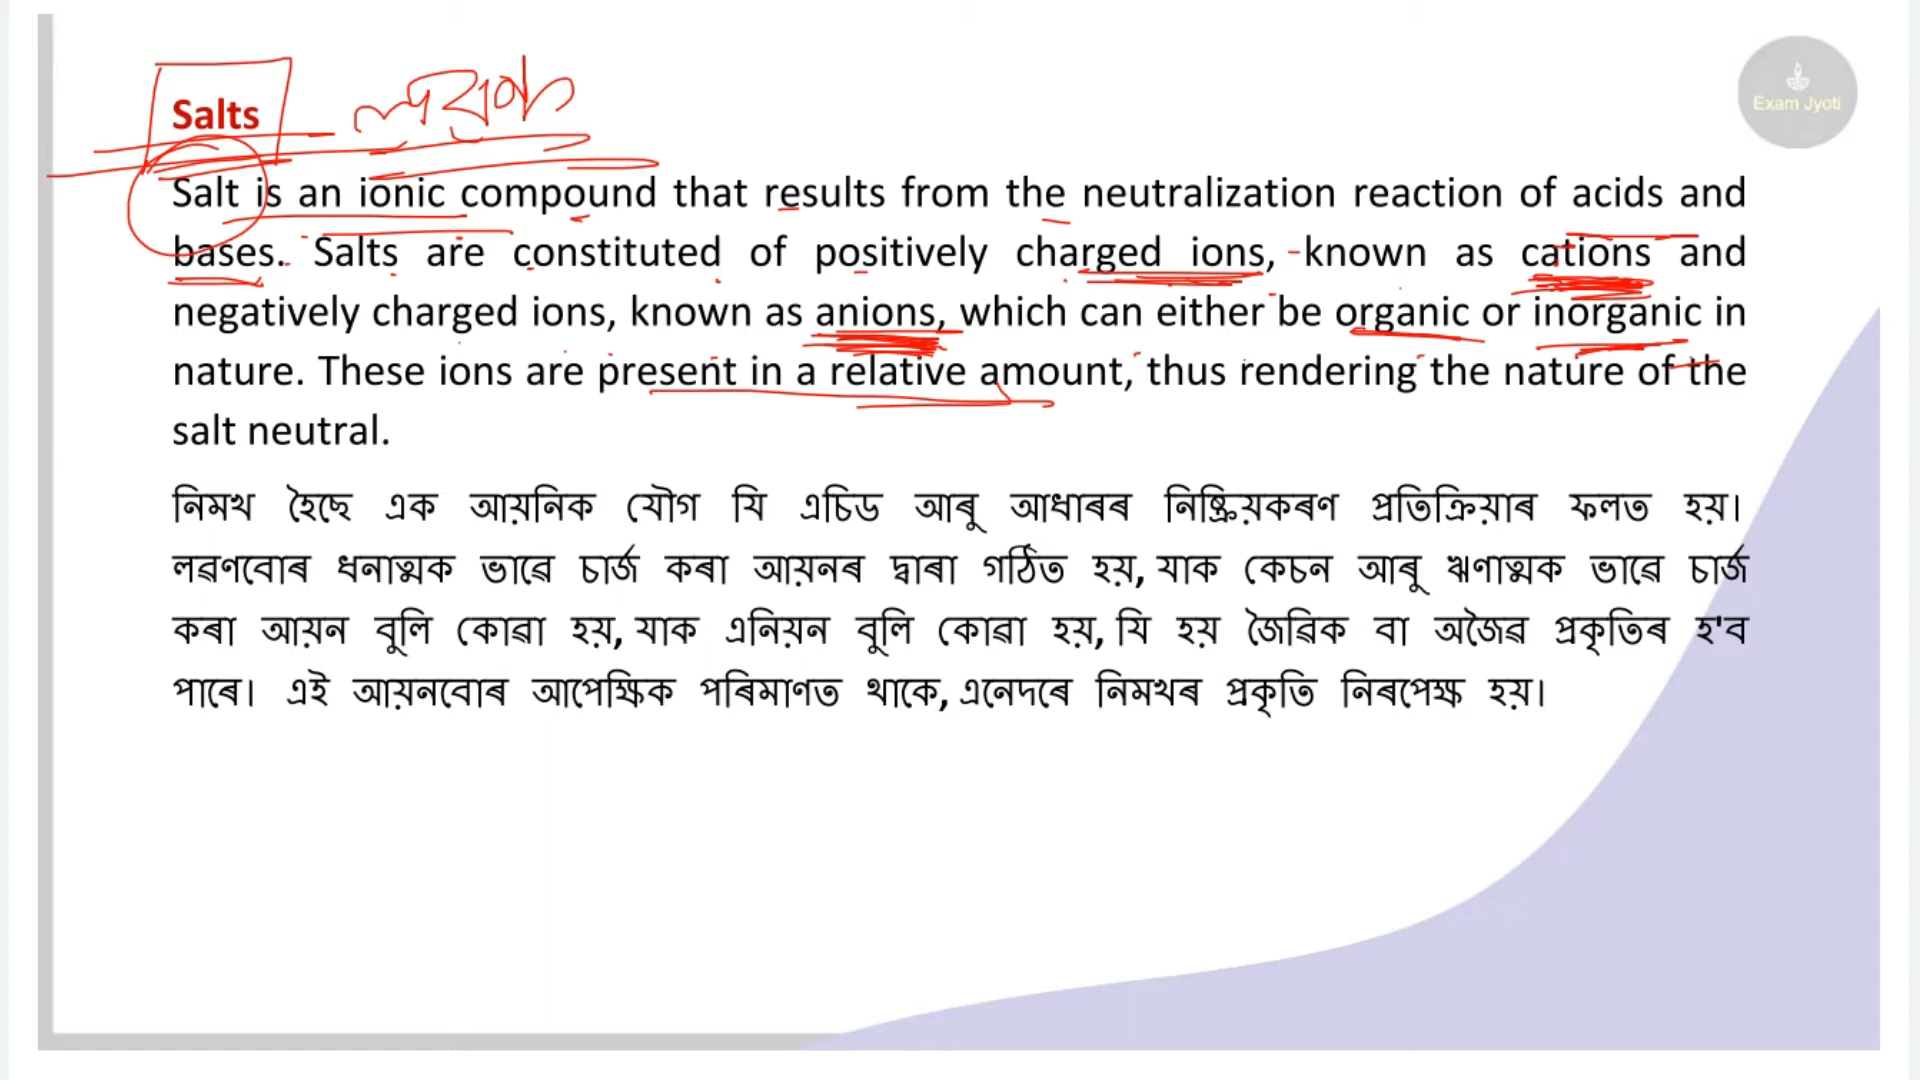 Salts লবণ
Exam Jyoti
Salt is an ionic compound that results from the neutralization reaction of acids and
bases. Salts are constituted of positively charged ions, known as cations and
negatively charged ions, known as anions, which can either be organic or inorganic in
nature. These ions are present in a relative amount, thus rendering the nature of the
salt neutral.
নিমখ হৈছে এক আয়নিক যৌগ যি এচিড আৰু আধাৰৰ নিষ্ক্ৰিয়কৰণ প্ৰতিক্ৰিয়াৰ ফলত হয়।
লৱণবোৰ ধনাত্মক ভাৱে চাৰ্জ কৰা আয়নৰ দ্বাৰা গঠিত হয়, যাক কেচন আৰু ঋণাত্মক ভাৱে চাৰ্জ
কৰা আয়ন বুলি কোৱা হয়, যাক এনিয়ন বুলি কোৱা হয়, যি হয় জৈৱিক বা অজৈৱ প্ৰকৃতিৰ হ'ব
পাৰে। এই আয়নবোৰ আপেক্ষিক পৰিমাণত থাকে, এনেদৰে নিমখৰ প্ৰকৃতি নিৰপেক্ষ হয়।